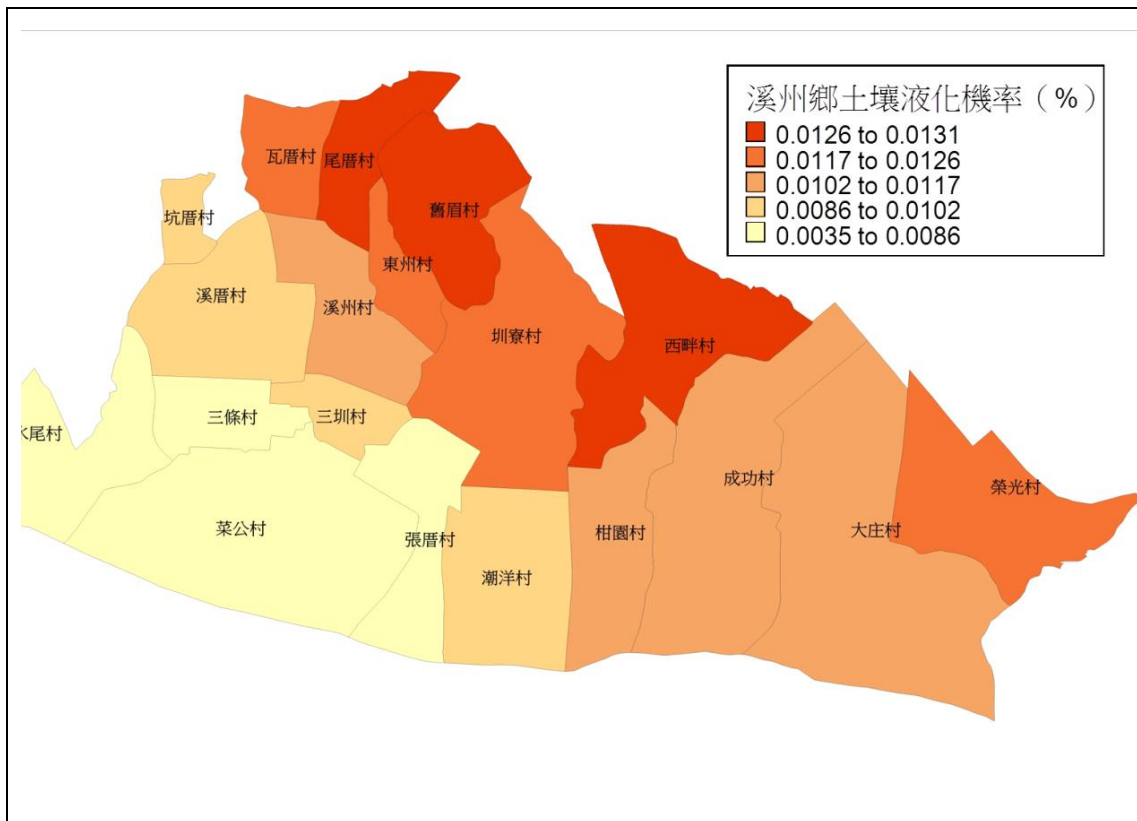 溪州鄉土壤液化機率（%）
0.0126 to 0.0131
0.0117 to 0.0126
0.0102 to 0.0117
0.0086 to 0.0102
0.0035 to 0.0086
瓦厝村
尾厝村
坑厝村
舊眉村
東州村
溪厝村
溪州村
圳寮村
西畔村
三條村
三圳村
水尾村
成功村
榮光村
菜公村
張厝村
柑園村
大庄村
潮洋村